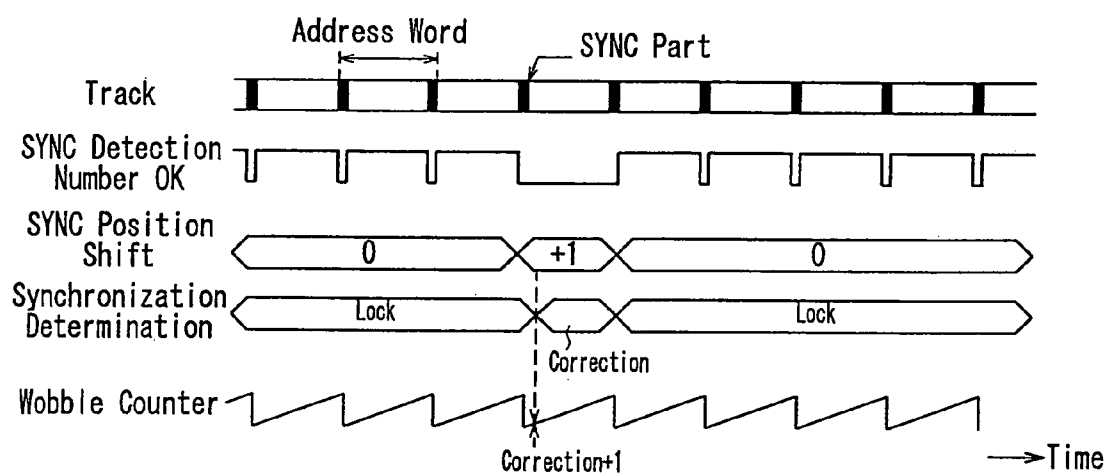 Address Word
SYNC Part
Track
SYNC Detection
Number OK
SYNC Position
Shift
0
+1
0
Synchronization
Determination
Lock
Lock
Correction
Wobble Counter
Correction+1
Time